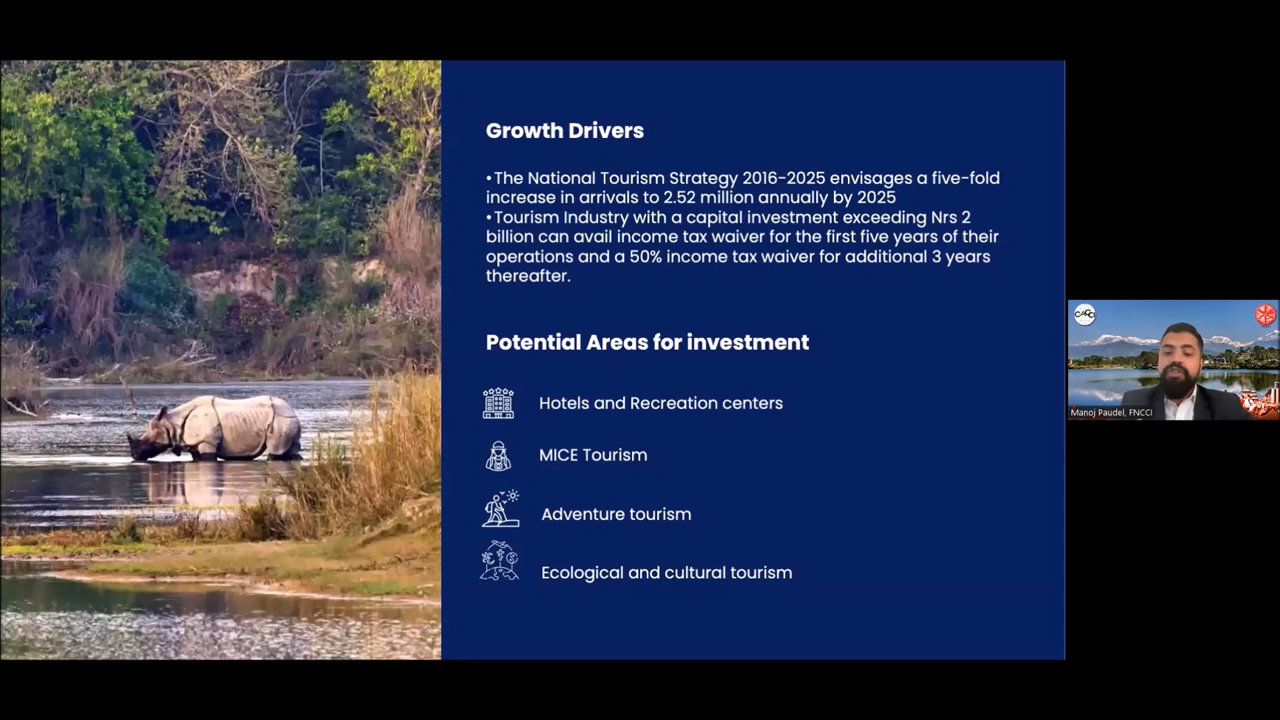 Growth Drivers
•The National Tourism Strategy 2016-2025 envisages a five-fold
increase in arrivals to 2.52 million annually by 2025
•Tourism Industry with a capital investment exceeding Nrs 2
billion can avail income tax waiver for the first five years of their
operations and a 50% income tax waiver for additional 3 years
thereafter.
Potential Areas for investment
Hotels and Recreation centers
MICE Tourism
Adventure tourism
Ecological and cultural tourism
CACCI
Manoj Paudel, FNCCI